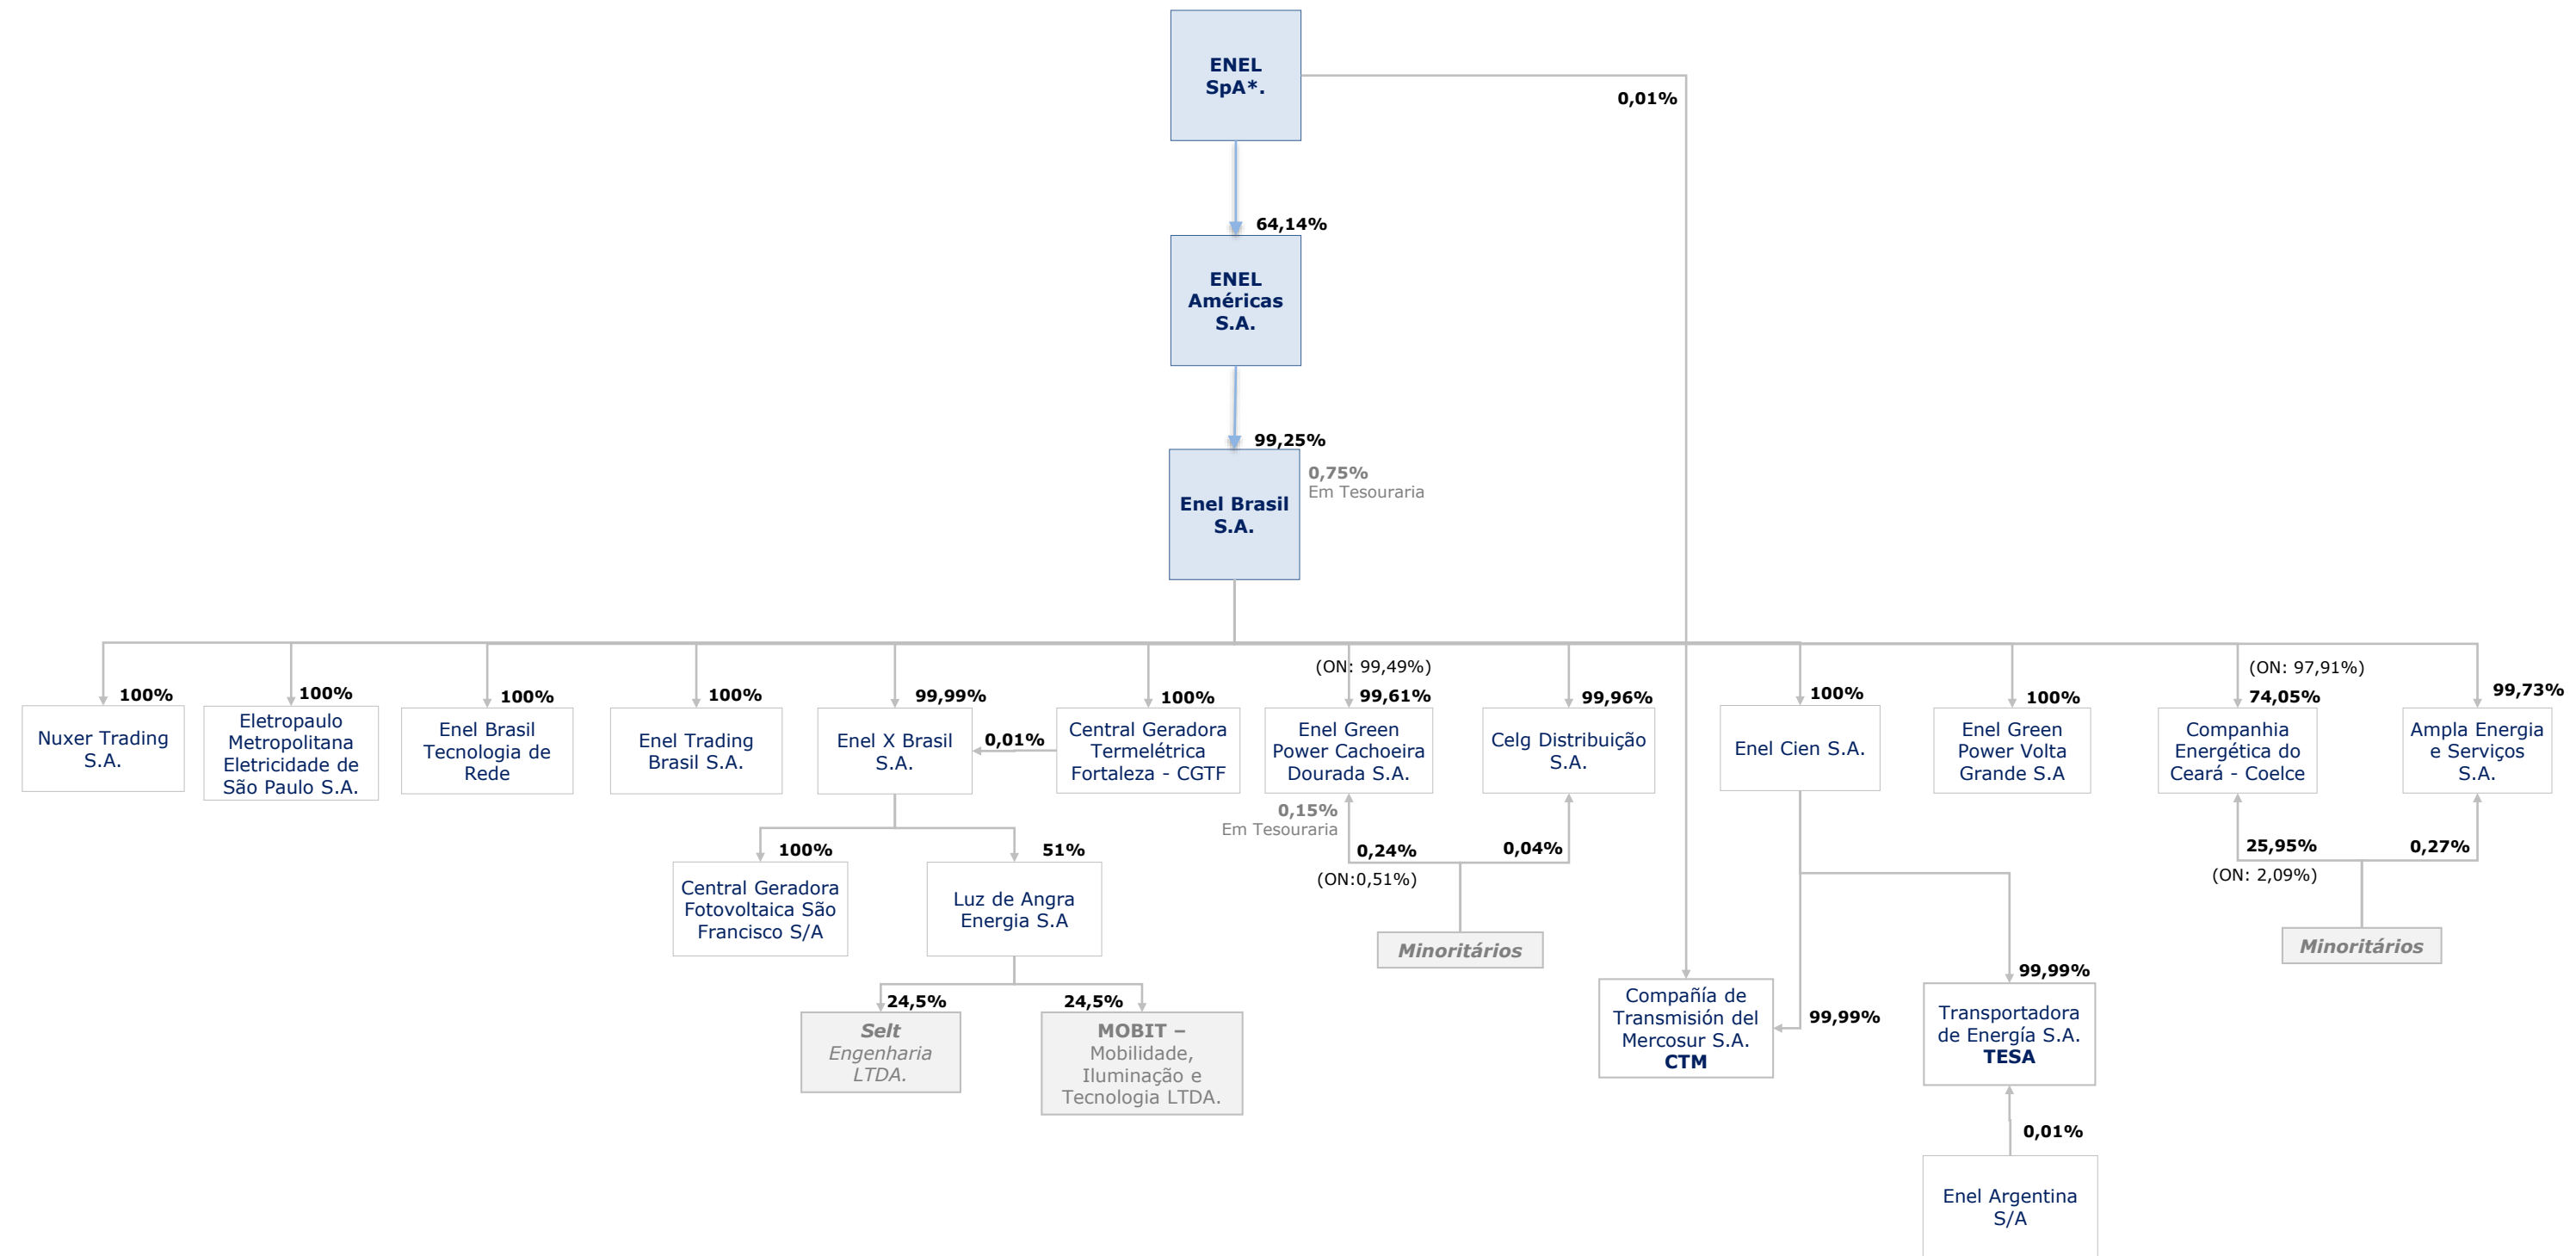 ENEL
SpA*.
0,01%
64,14%
ENEL
Américas
S.A.
99,25%
0,75%
Em Tesouraria
Enel Brasil
S.A.
(ON: 99,49%)
(ON: 97,91%)
100%
100%
100%
100%
99,99%
100%
99,61%
99,96%
100%
100%
74,05%
99,73%
Nuxer Trading
S.A.
Eletropaulo
Metropolitana
Eletricidade de
São Paulo S.A.
Enel Brasil
Tecnologia de
Rede
Enel Trading
Brasil S.A.
Enel X Brasil
S.A.
0,01%
Central Geradora
Termelétrica
Fortaleza - CGTF
Enel Green
Power Cachoeira
Dourada S.A.
Celg Distribuição
S.A.
Enel Cien S.A.
Enel Green
Power Volta
Grande S.A
Companhia
Energética do
Ceará - Coelce
Ampla Energia
e Serviços
S.A.
0,15%
Em Tesouraria
100%
51%
0,24%
0,04%
25,95%
0,27%
(ON:0,51%)
(ON: 2,09%)
Central Geradora
Fotovoltaica São
Francisco S/A
Luz de Angra
Energia S.A
Minoritários
Minoritários
24,5%
24,5%
99,99%
Selt
Engenharia
LTDA.
MOBIT –
Mobilidade,
Iluminação e
Tecnologia LTDA.
Compañía de
Transmisión del
Mercosur S.A.
CTM
99,99%
Transportadora
de Energía S.A.
TESA
0,01%
Enel Argentina
S/A